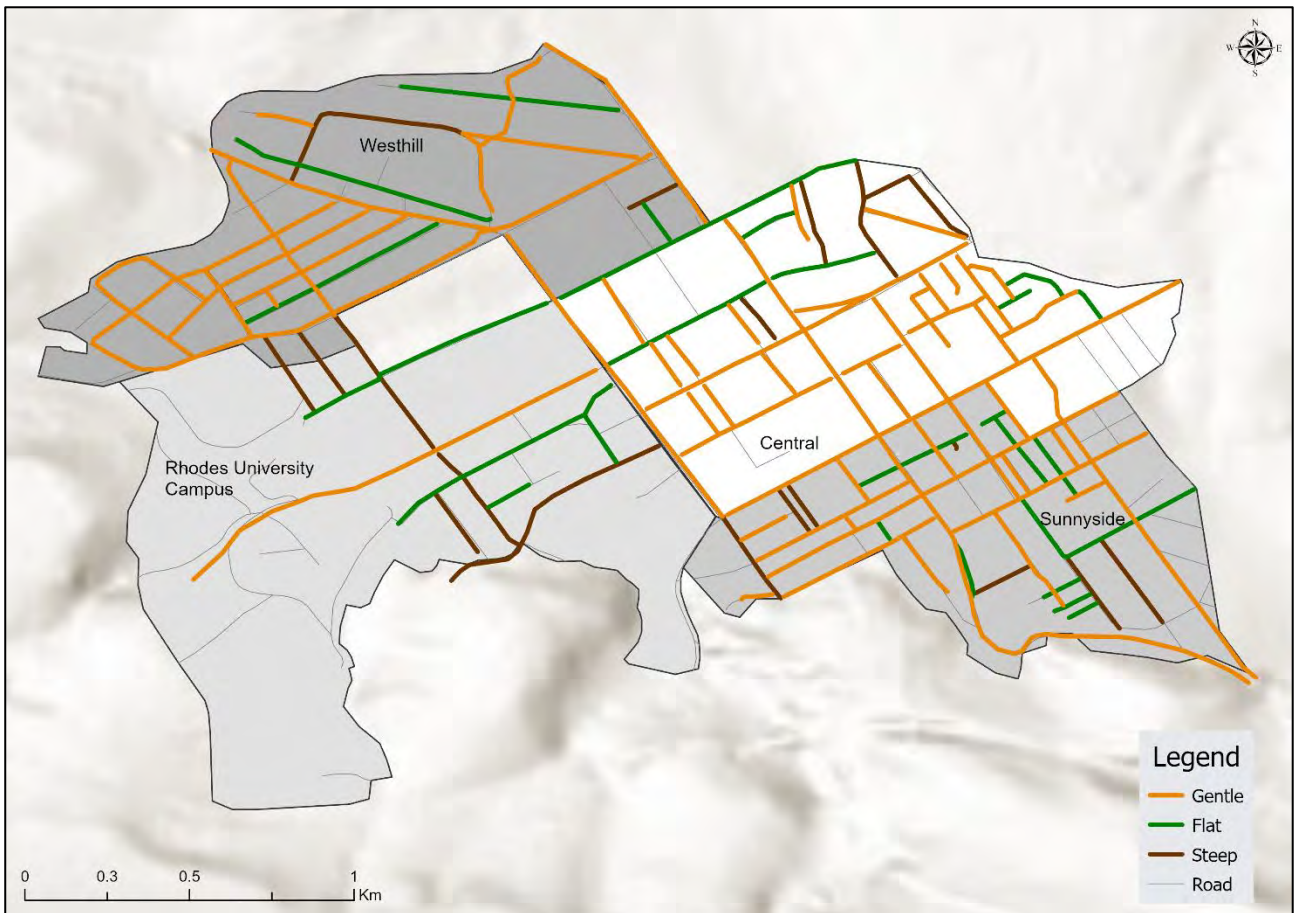 N
W E
S
Westhill
Central
Rhodes University
Campus
Sunnyside
Legend
Gentle
Flat
Steep
Road
0 0.3 0.5 1
Km